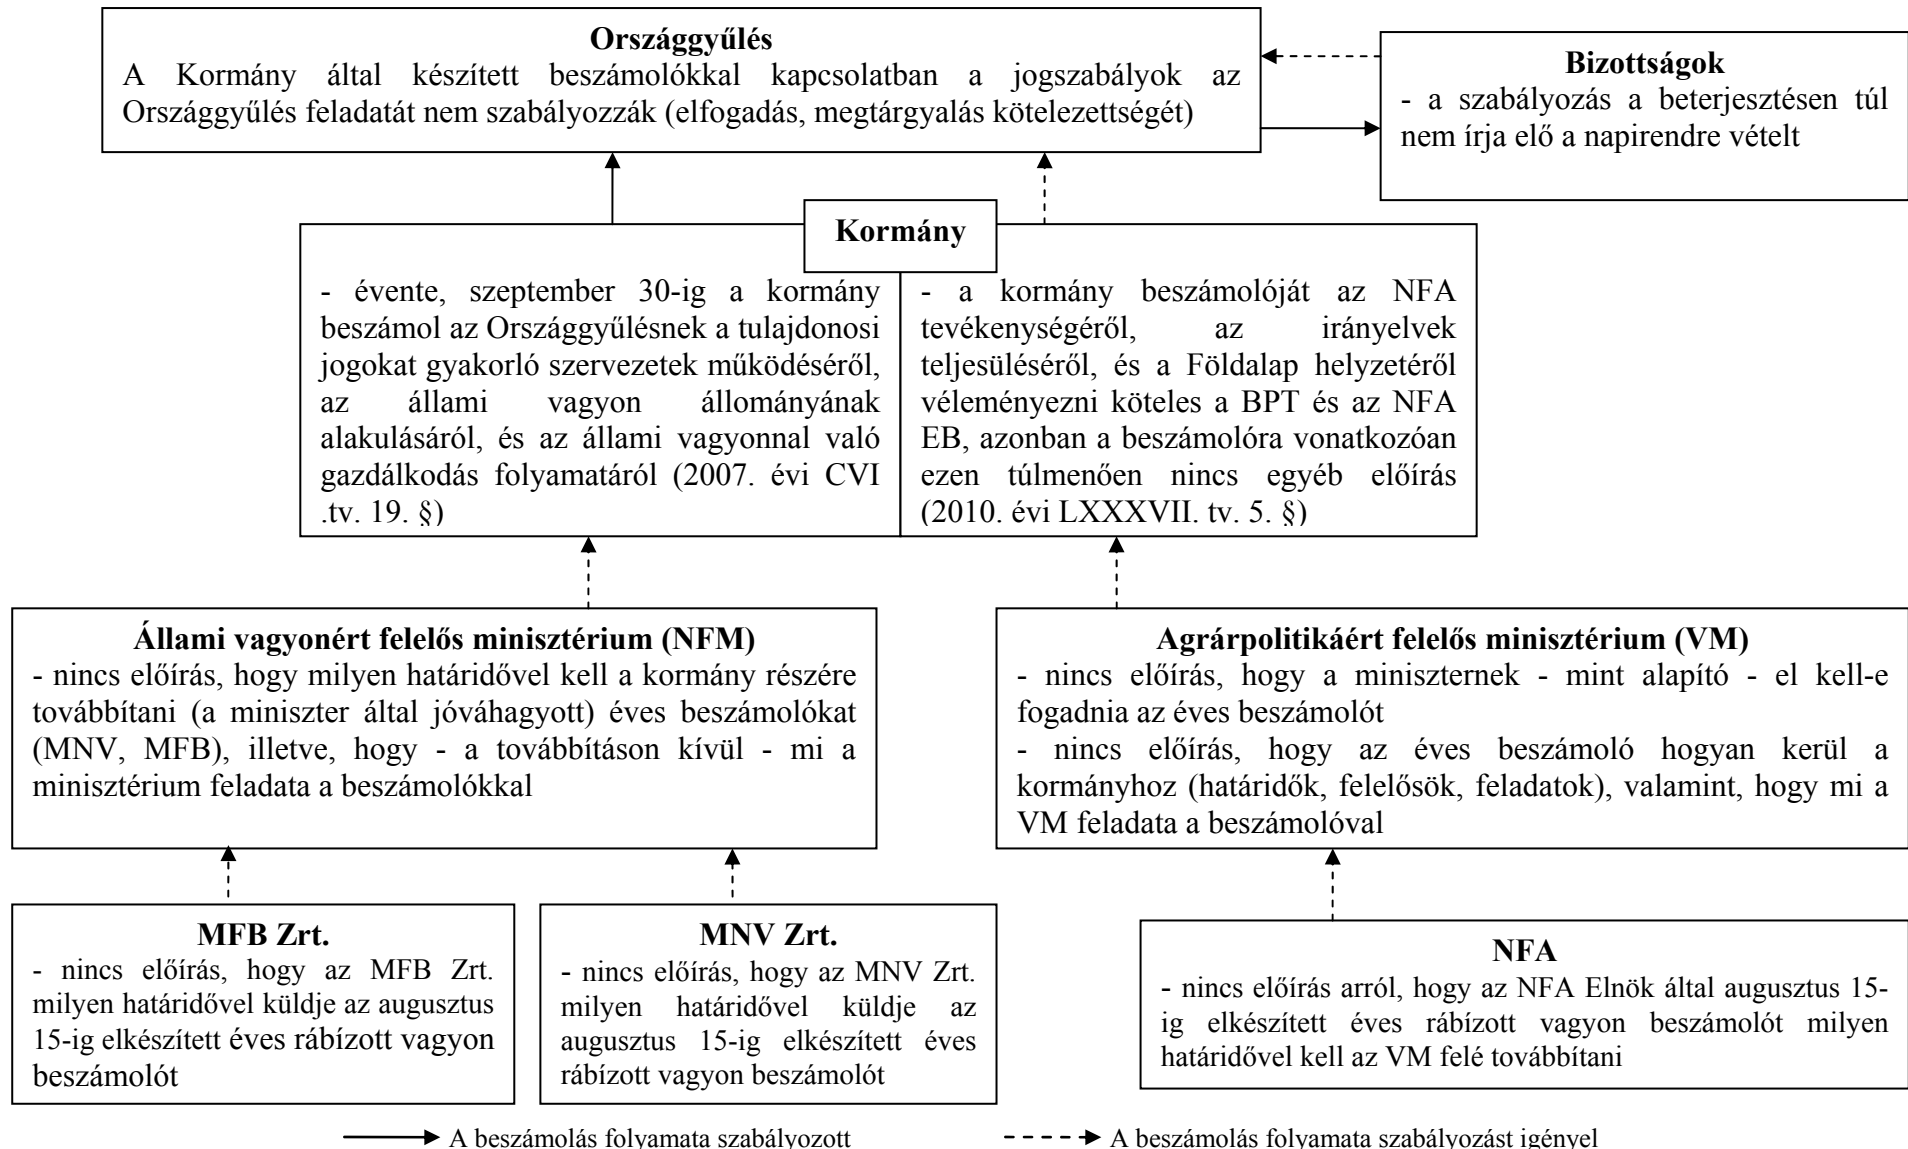 Országgyűlés
A Kormány által készített beszámolókkal kapcsolatban a jogszabályok az
Országgyűlés feladatát nem szabályozzák (elfogadás, megtárgyalás kötelezettségét)
Bizottságok
- a szabályozás a beterjesztésen túl
nem írja elő a napirendre vételt
Kormány
- évente, szeptember 30-ig a kormány
beszámol az Országgyűlésnek a tulajdonosi
jogokat gyakorló szervezetek működéséről,
az állami vagyon állományának
alakulásáról, és az állami vagyonnal való
gazdálkodás folyamatáról (2007. évi CVI
.tv. 19. §)
- a kormány beszámolóját az NFA
tevékenységéről, az irányelvek
teljesüléséről, és a Földalap helyzetéről
véleményezni köteles a BPT és az NFA
EB, azonban a beszámolóra vonatkozóan
ezen túlmenően nincs egyéb előírás
(2010. évi LXXXVII. tv. 5. §)
Állami vagyonért felelős minisztérium (NFM)
- nincs előírás, hogy milyen határidővel kell a kormány részére
továbbítani (a miniszter által jóváhagyott) éves beszámolókat
(MNV, MFB), illetve, hogy - a továbbításon kívül - mi a
minisztérium feladata a beszámolókkal
Agrárpolitikáért felelős minisztérium (VM)
- nincs előírás, hogy a miniszternek - mint alapító - el kell-e
fogadnia az éves beszámolót
- nincs előírás, hogy az éves beszámoló hogyan kerül a
kormányhoz (határidők, felelősök, feladatok), valamint, hogy mi a
VM feladata a beszámolóval
MFB Zrt.
- nincs előírás, hogy az MFB Zrt.
milyen határidővel küldje az augusztus
15-ig elkészített éves rábízott vagyon
beszámolót
MNV Zrt.
- nincs előírás, hogy az MNV Zrt.
milyen határidővel küldje az
augusztus 15-ig elkészített éves
rábízott vagyon beszámolót
NFA
- nincs előírás arról, hogy az NFA Elnök által augusztus 15-
ig elkészített éves rábízott vagyon beszámolót milyen
határidővel kell az VM felé továbbítani
A beszámolás folyamata szabályozott
A beszámolás folyamata szabályozást igényel